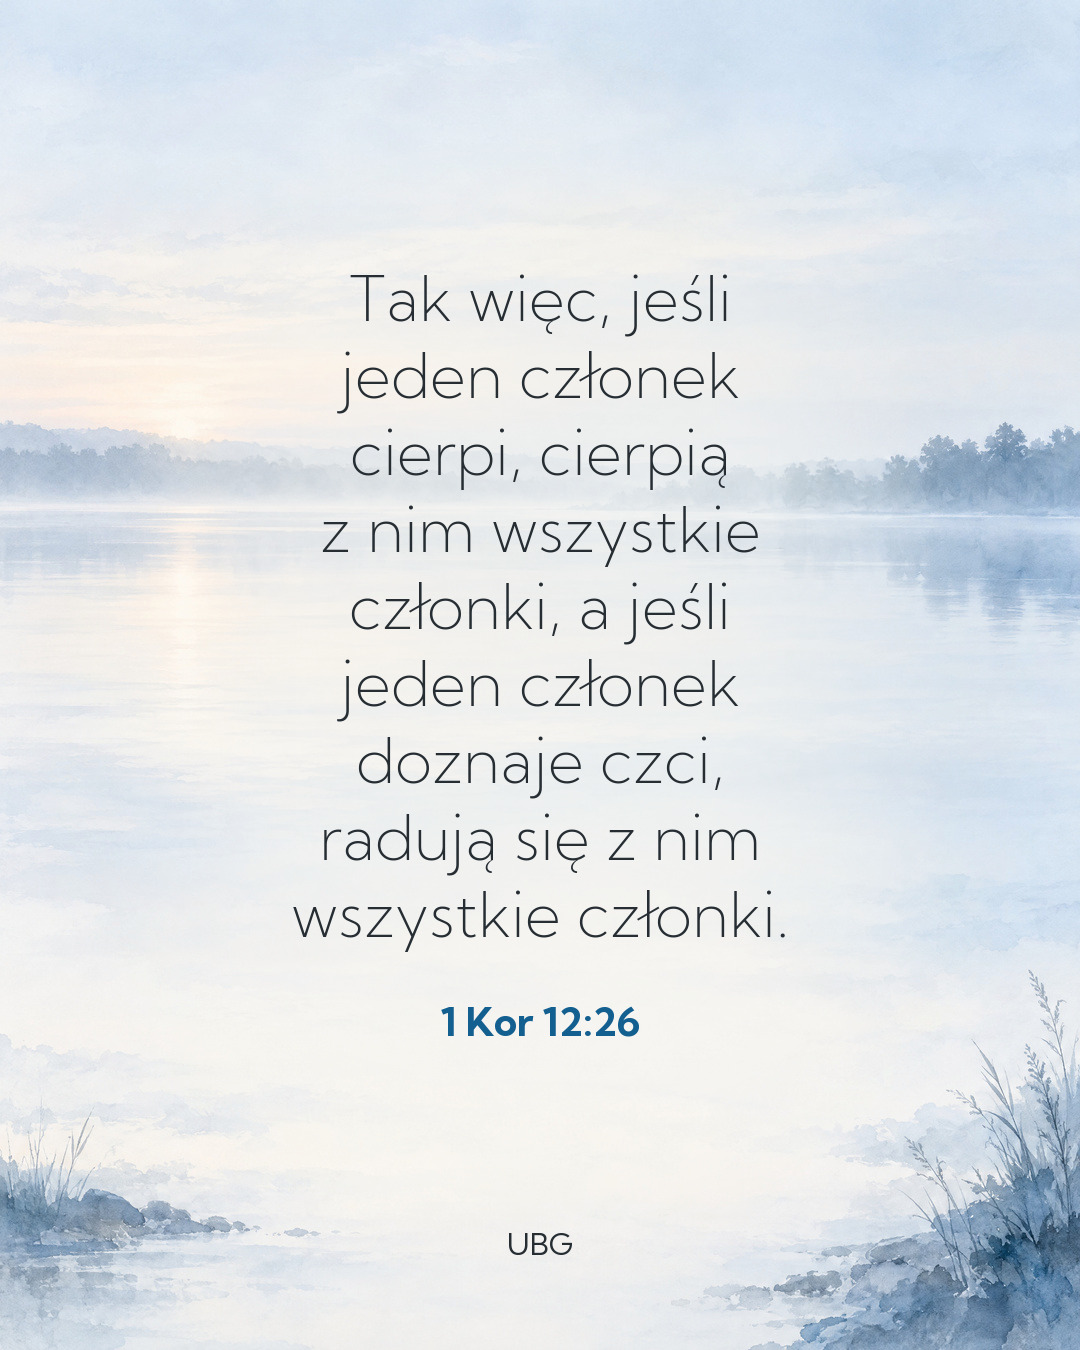 Tak więc, jeśli
jeden członek
cierpi, cierpią
z nim wszystkie
członki, a jeśli
jeden członek
doznaje czci,
radują się z nim
wszystkie członki.
1 Kor 12:26
UBG